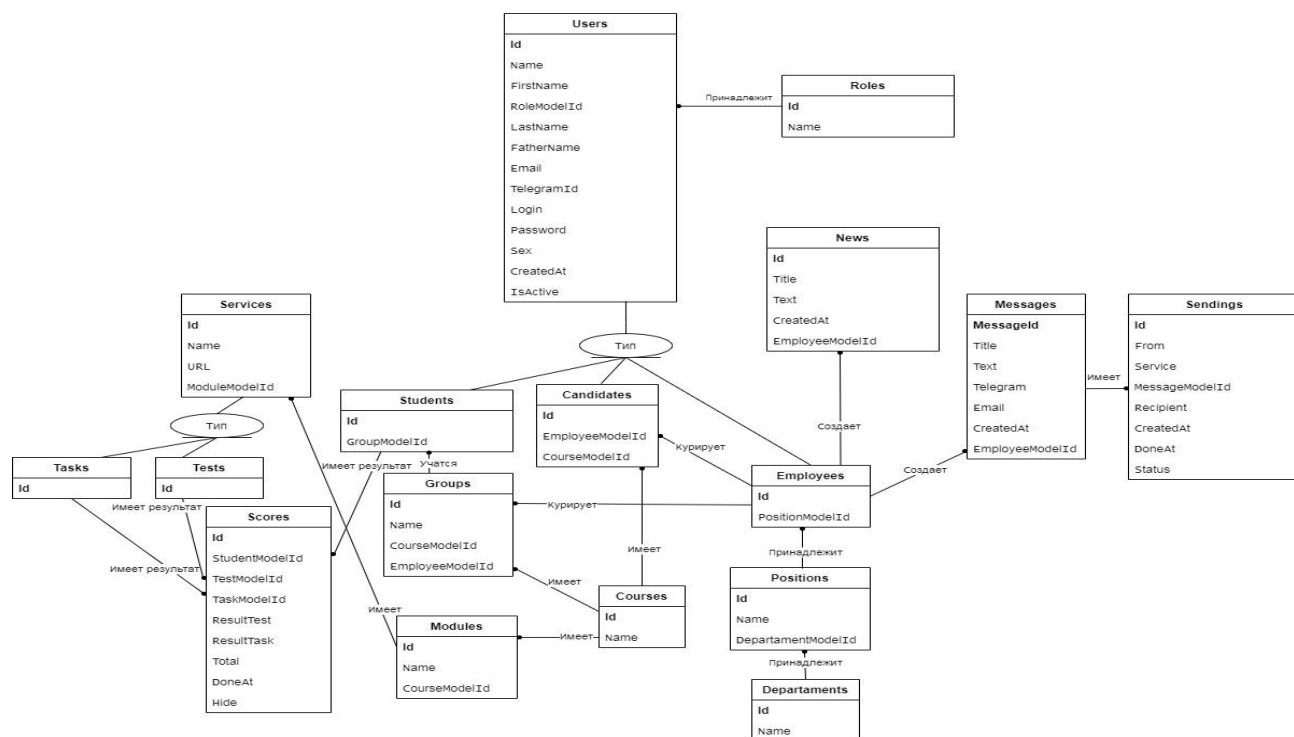 Users
Id
Name
FirstName
RoleModelId
LastName
FatherName
Email
TelegramId
Login
Password
Sex
CreatedAt
IsActive
Принадлежит
Roles
Id
Name
News
Id
Title
Text
CreatedAt
EmployeeModelId
Services
Id
Name
URL
ModuleModelId
Messages
MessageId
Title
Text
Telegram
Email
CreatedAt
EmployeeModelId
Имеет
Sendings
Id
From
Service
MessageModelId
Recipient
CreatedAt
DoneAt
Status
Тип
Students
Id
GroupModelId
Candidates
Id
EmployeeModelId
CourseModelId
Курирует
Создает
Создает
Тип
Tasks
Id
Tests
Id
Имеет результат
Учатся
Имеет результат
Имеет результат
Groups
Id
Name
CourseModelId
EmployeeModelId
Курирует
Employees
Id
PositionModelId
Scores
Id
StudentModelId
TestModelId
TaskModelId
ResultTest
ResultTask
Total
DoneAt
Hide
Имеет
Имеет
Имеет
Принадлежит
Courses
Id
Name
Modules
Id
Name
CourseModelId
Имеет
Positions
Id
Name
DepartamentModelId
Принадлежит
Departaments
Id
Name